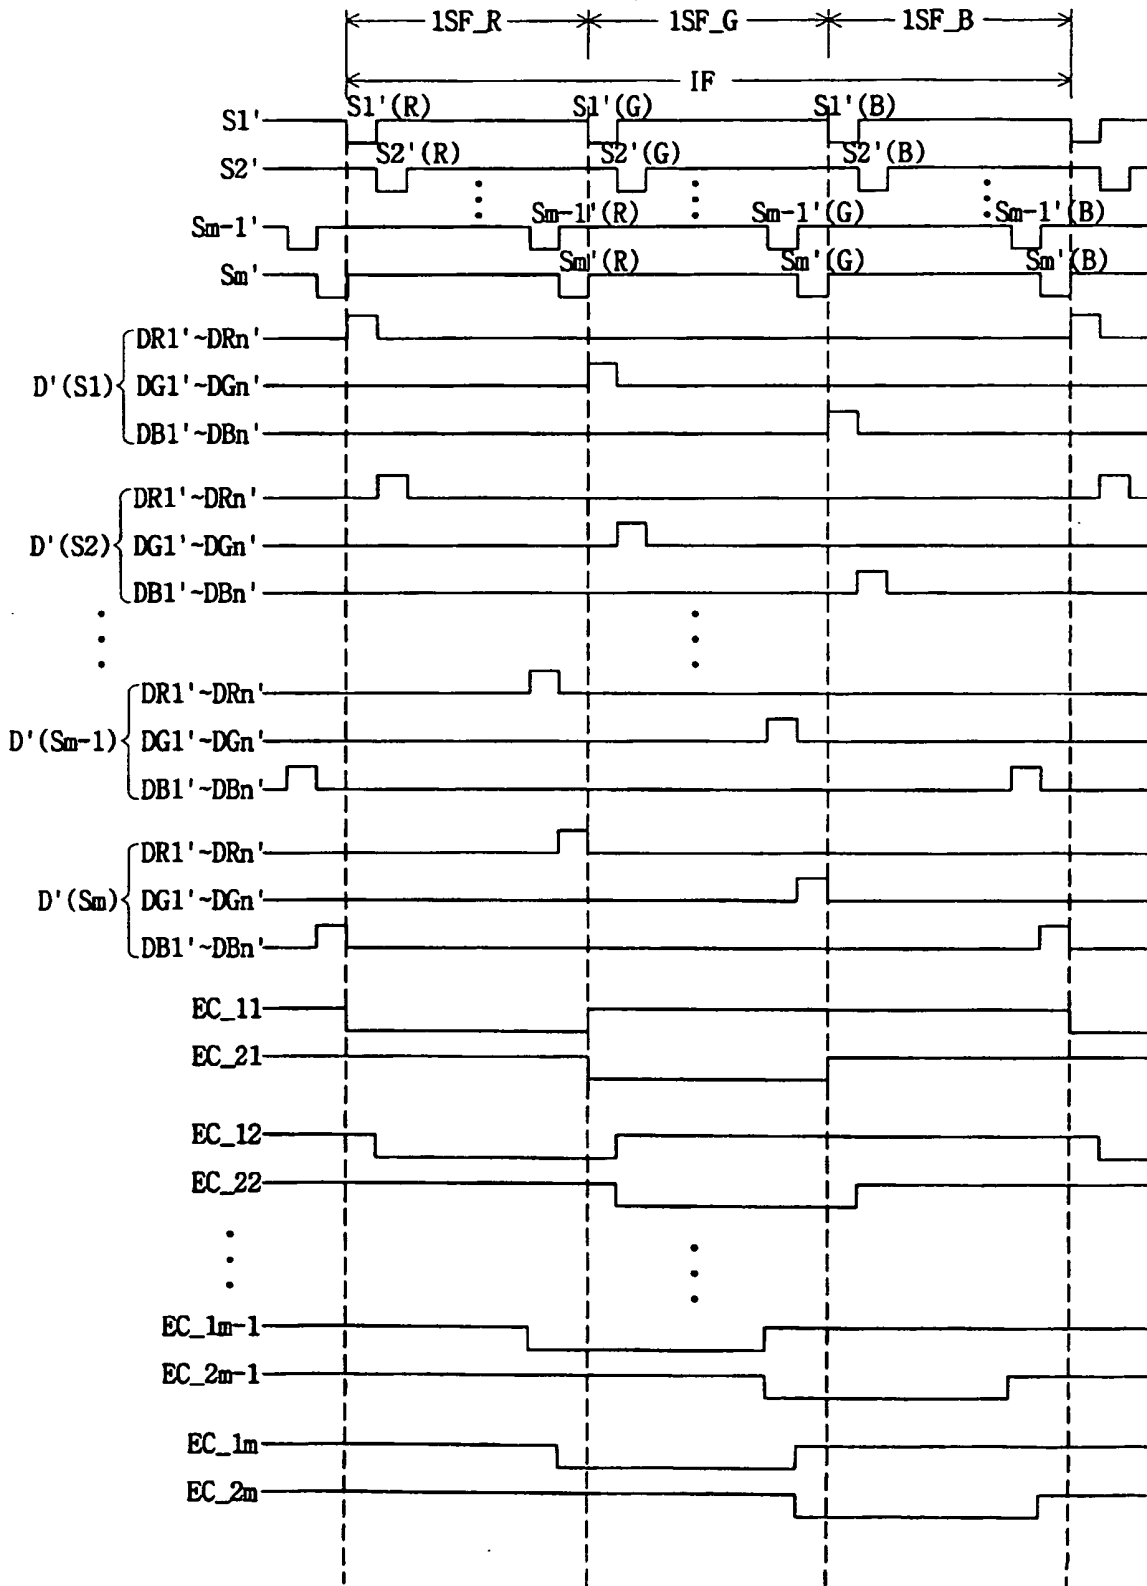 1SF_R 1SF_G 1SF_B
IF
S1' S1'(R) S1'(G) S1'(B)
S2' S2'(R) S2'(G) S2'(B)
Sm-1' Sm-1'(R) Sm-1'(G) Sm-1'(B)
Sm' Sm'(R) Sm'(G) Sm'(B)
DR1'~DRn'
D'(S1) DG1'~DGn'
DB1'~DBn'
DR1'~DRn'
D'(S2) DG1'~DGn'
DB1'~DBn'
DR1'~DRn'
D'(Sm-1) DG1'~DGn'
DB1'~DBn'
DR1'~DRn'
D'(Sm) DG1'~DGn'
DB1'~DBn'
EC_11
EC_21
EC_12
EC_22
EC_1m-1
EC_2m-1
EC_1m
EC_2m